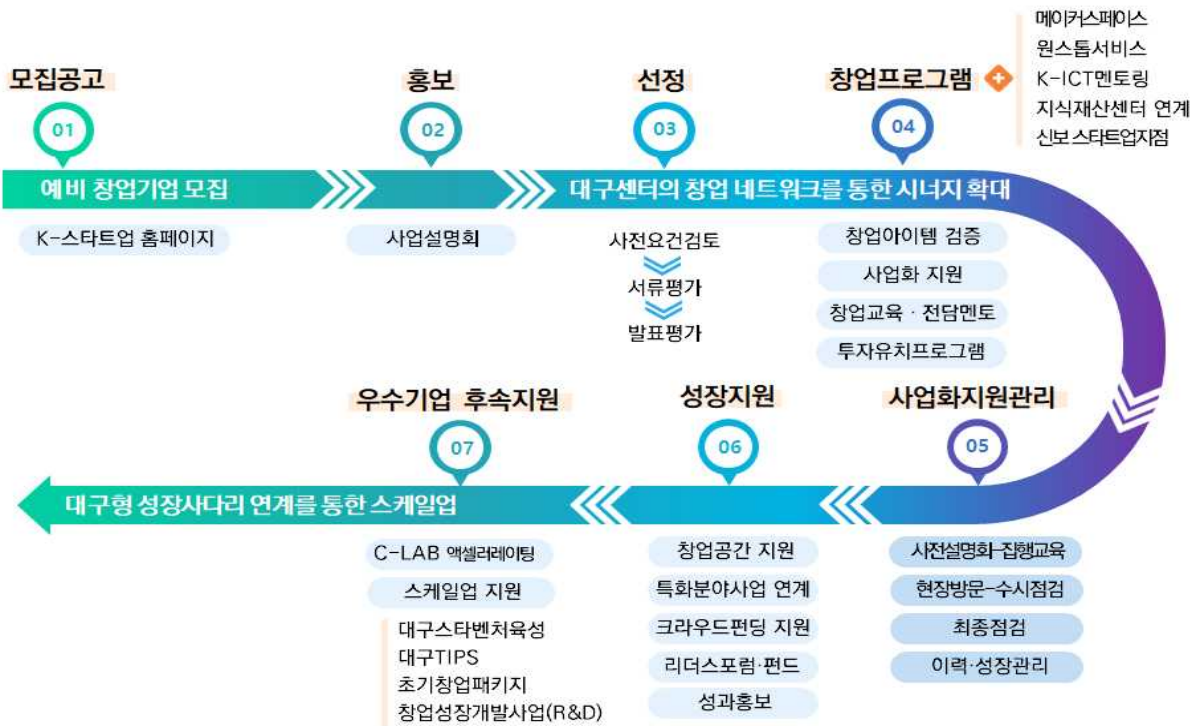 모집공고
01
예비 창업기업 모집
K-스타트업 홈페이지
홍보
02
사업설명회
선정
03
대구센터의 창업 네트워크를 통한 시너지 확대
사전요건검토
서류평가
발표평가
창업프로그램
04
메이커스페이스
원스톱서비스
K-ICT멘토링
지식재산센터 연계
신보 스타트업지점
창업아이템 검증
사업화 지원
창업교육 · 전담멘토
투자유치프로그램
사업화지원관리
05
사전설명회-집행교육
현장방문-수시점검
최종점검
이력·성장관리
성장지원
06
창업공간 지원
특화분야사업 연계
크라우드펀딩 지원
리더스포럼·펀드
성과홍보
우수기업 후속지원
07
대구형 성장사다리 연계를 통한 스케일업
C-LAB 액셀러레이팅
스케일업 지원
대구스타벤처육성
대구TIPS
초기창업패키지
창업성장개발사업(R&D)